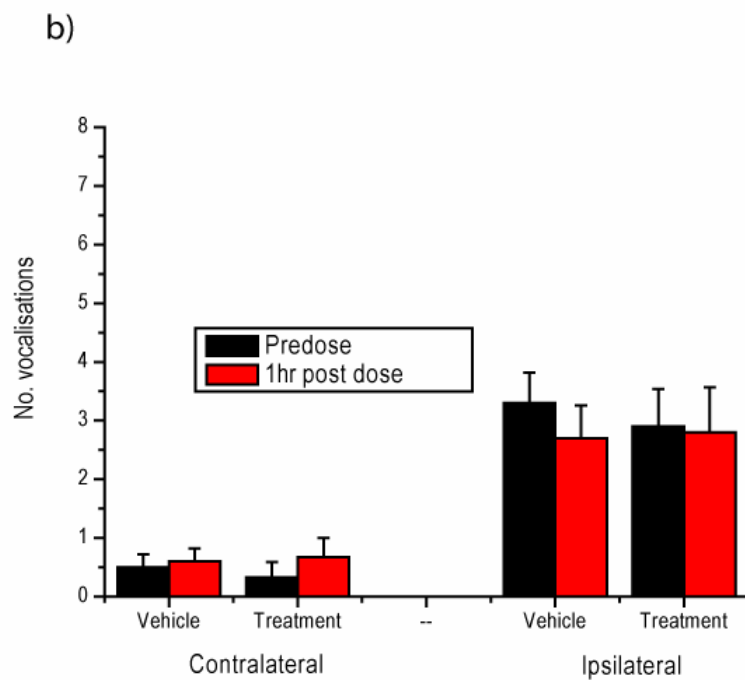 b)
No. vocalisations
8
7
6
5
4
3
2
1
0
Predose
1hr post dose
Vehicle Treatment -- Vehicle Treatment
Contralateral Ipsilateral